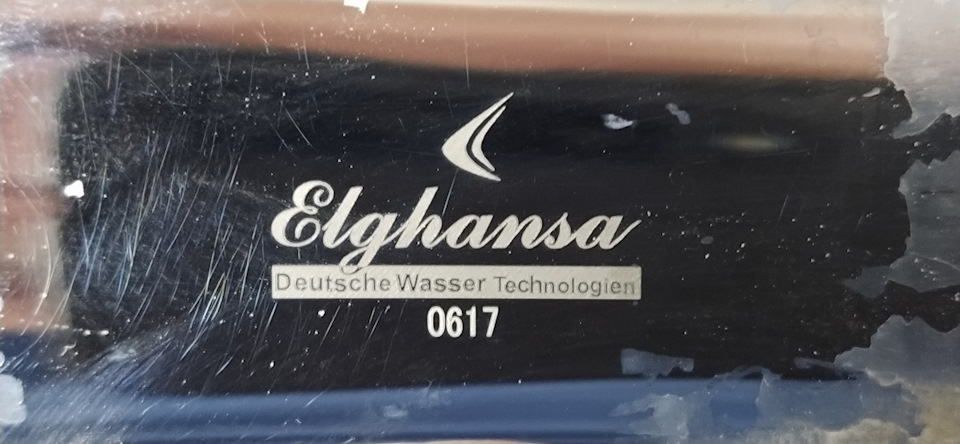 Elghansa
Deutsche Wasser Technologien
0617